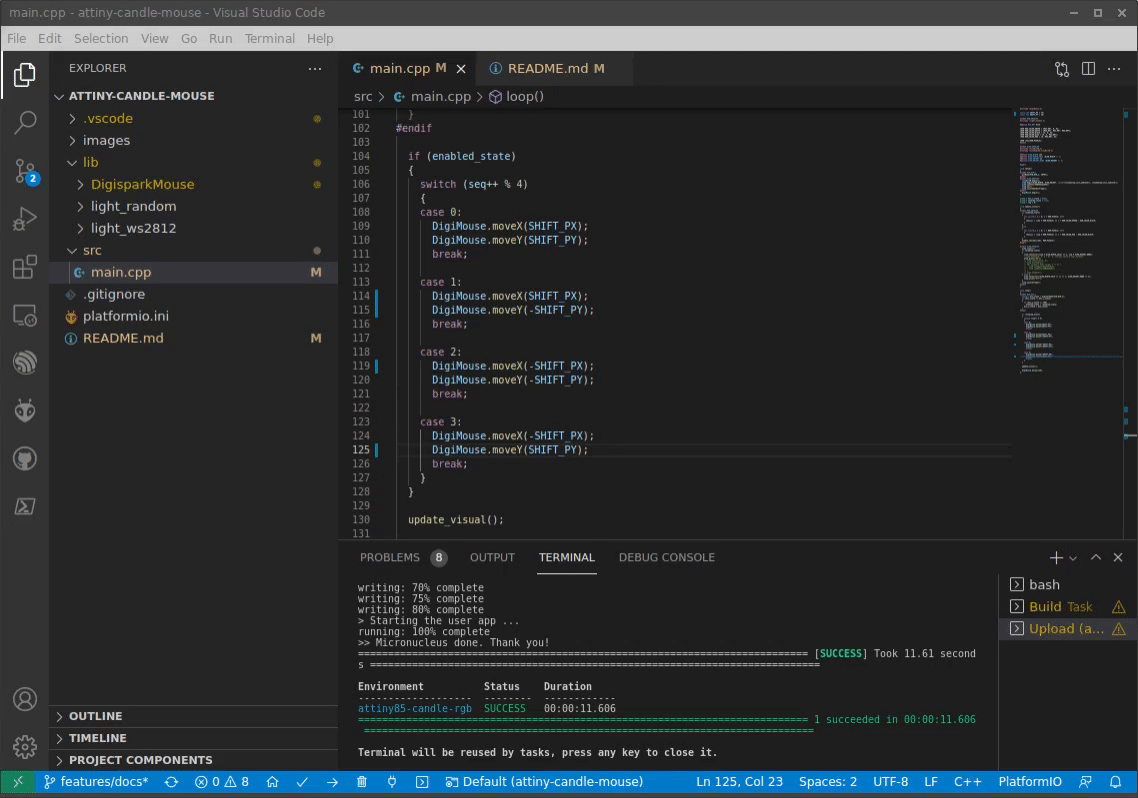 main.cpp - attiny-candle-mouse - Visual Studio Code
File Edit Selection View Go Run Terminal Help
EXPLORER
ATTINY-CANDLE-MOUSE
.vscode
images
lib
DigisparkMouse
light_random
light_ws2812
src
main.cpp M
.gitignore
platformio.ini
README.md M
OUTLINE
TIMELINE
PROJECT COMPONENTS
2
main.cpp M README.md M
src > main.cpp > loop()
101 }
102 #endif
103
104 if (enabled_state)
105 {
106 switch (seq++ % 4)
107 {
108 case 0:
109 DigiMouse.moveX(SHIFT_PX);
110 DigiMouse.moveY(SHIFT_PY);
111 break;
112
113 case 1:
114 DigiMouse.moveX(SHIFT_PX);
115 DigiMouse.moveY(-SHIFT_PY);
116 break;
117
118 case 2:
119 DigiMouse.moveX(-SHIFT_PX);
120 DigiMouse.moveY(-SHIFT_PY);
121 break;
122
123 case 3:
124 DigiMouse.moveX(-SHIFT_PX);
125 DigiMouse.moveY(SHIFT_PY);
126 break;
127 }
128 }
129
130 update_visual();
131
PROBLEMS 8 OUTPUT TERMINAL DEBUG CONSOLE
writing: 70% complete
writing: 75% complete
writing: 80% complete
> Starting the user app ...
running: 100% complete
>> Micronucleus done. Thank you!
[SUCCESS] Took 11.61 second
s
Environment Status Duration
attiny85-candle-rgb SUCCESS 00:00:11.606
1 succeeded in 00:00:11.606
Terminal will be reused by tasks, press any key to close it.
bash
Build Task
Upload (a...
features/docs* 0 8 Default (attiny-candle-mouse) Ln 125, Col 23 Spaces: 2 UTF-8 LF C++ PlatformIO